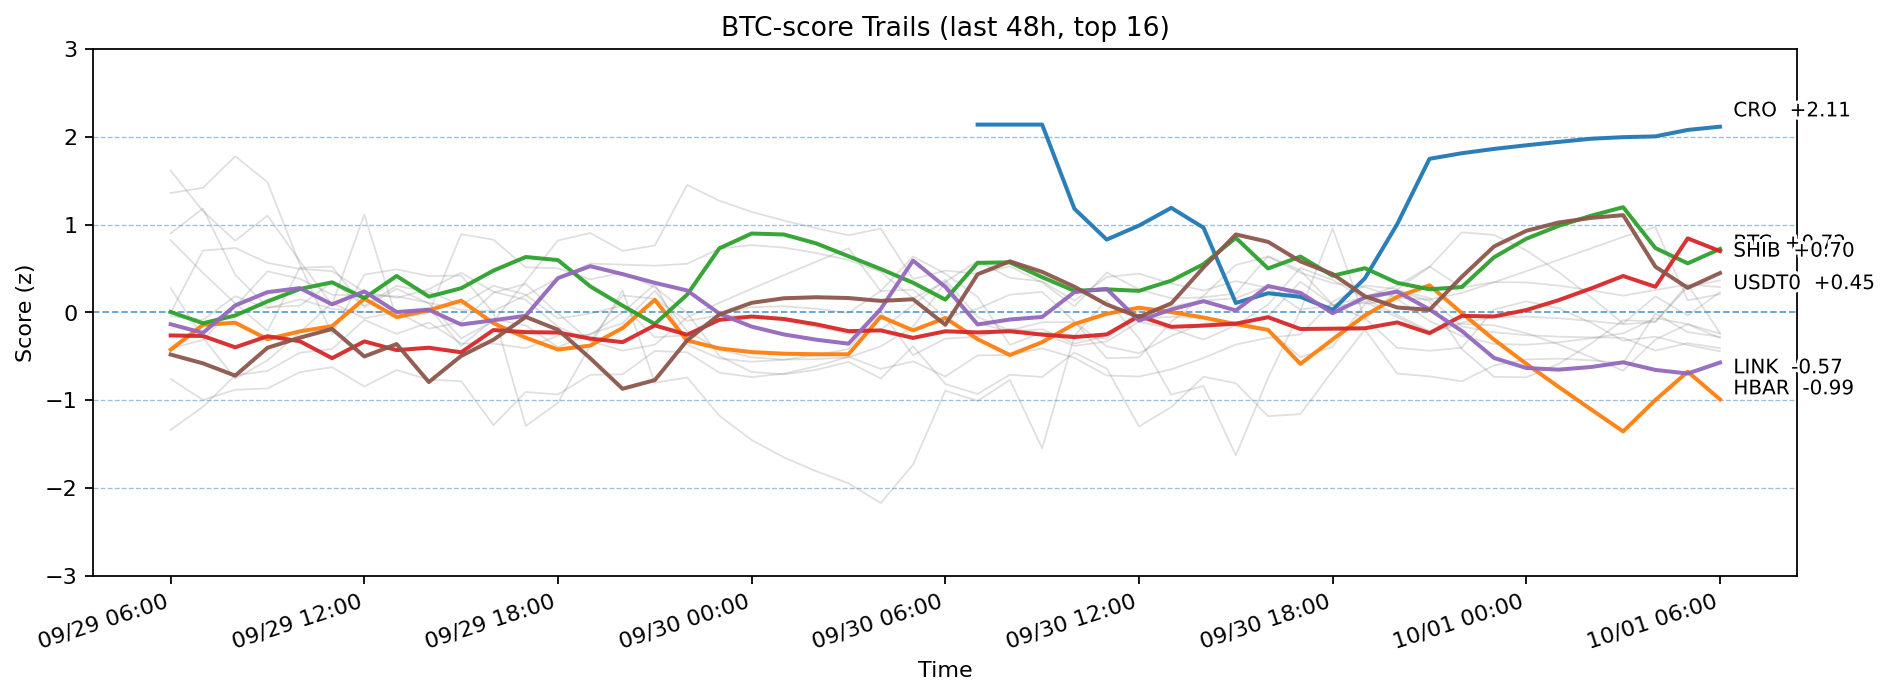 BTC-score Trails (last 48h, top 16)
Score (z)
3
2
1
0
−1
−2
−3
CRO +2.11
SHIB +0.70
USDT0 +0.45
LINK -0.57
HBAR -0.99
09/29 06:00
09/29 12:00
09/29 18:00
09/30 00:00
09/30 06:00
09/30 12:00
09/30 18:00
10/01 00:00
10/01 06:00
Time